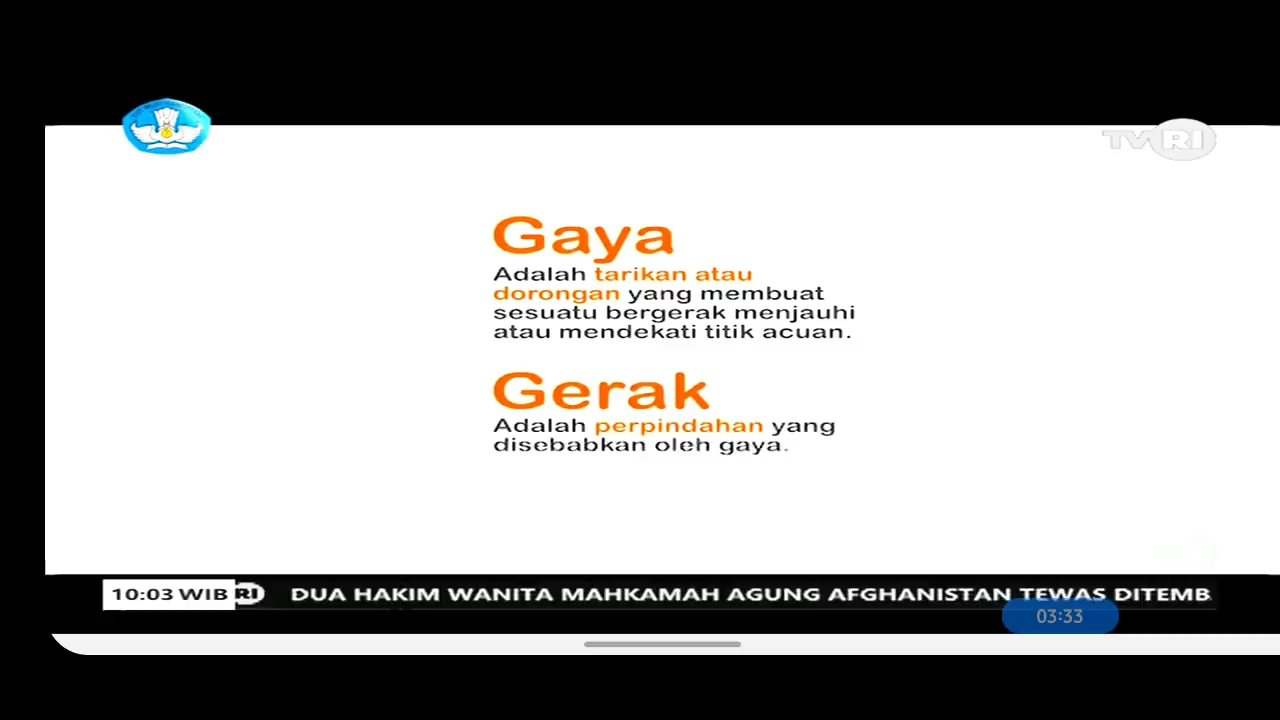 TVRI
Gaya
Adalah tarikan atau
dorongan yang membuat
sesuatu bergerak menjauhi
atau mendekati titik acuan.
Gerak
Adalah perpindahan yang
disebabkan oleh gaya.
10:03 WIB RI DUA HAKIM WANITA MAHKAMAH AGUNG AFGHANISTAN TEWAS DITEMB
03:33